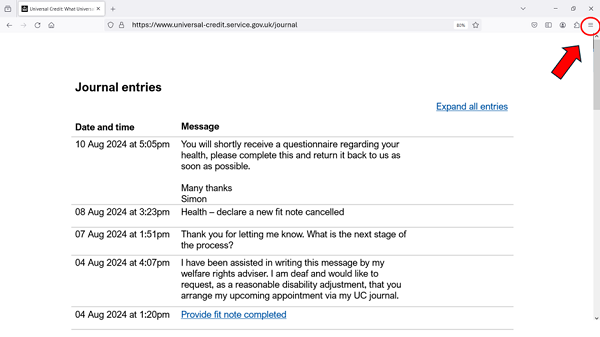 Universal Credit: What Univers
https://www.universal-credit.service.gov.uk/journal
80%
Journal entries
Expand all entries
Date and time Message
10 Aug 2024 at 5:05pm You will shortly receive a questionnaire regarding your
health, please complete this and return it back to us as
soon as possible.
Many thanks
Simon
08 Aug 2024 at 3:23pm Health – declare a new fit note cancelled
07 Aug 2024 at 1:51pm Thank you for letting me know. What is the next stage of
the process?
04 Aug 2024 at 4:07pm I have been assisted in writing this message by my
welfare rights adviser. I am deaf and would like to
request, as a reasonable disability adjustment, that you
arrange my upcoming appointment via my UC journal.
04 Aug 2024 at 1:20pm Provide fit note completed